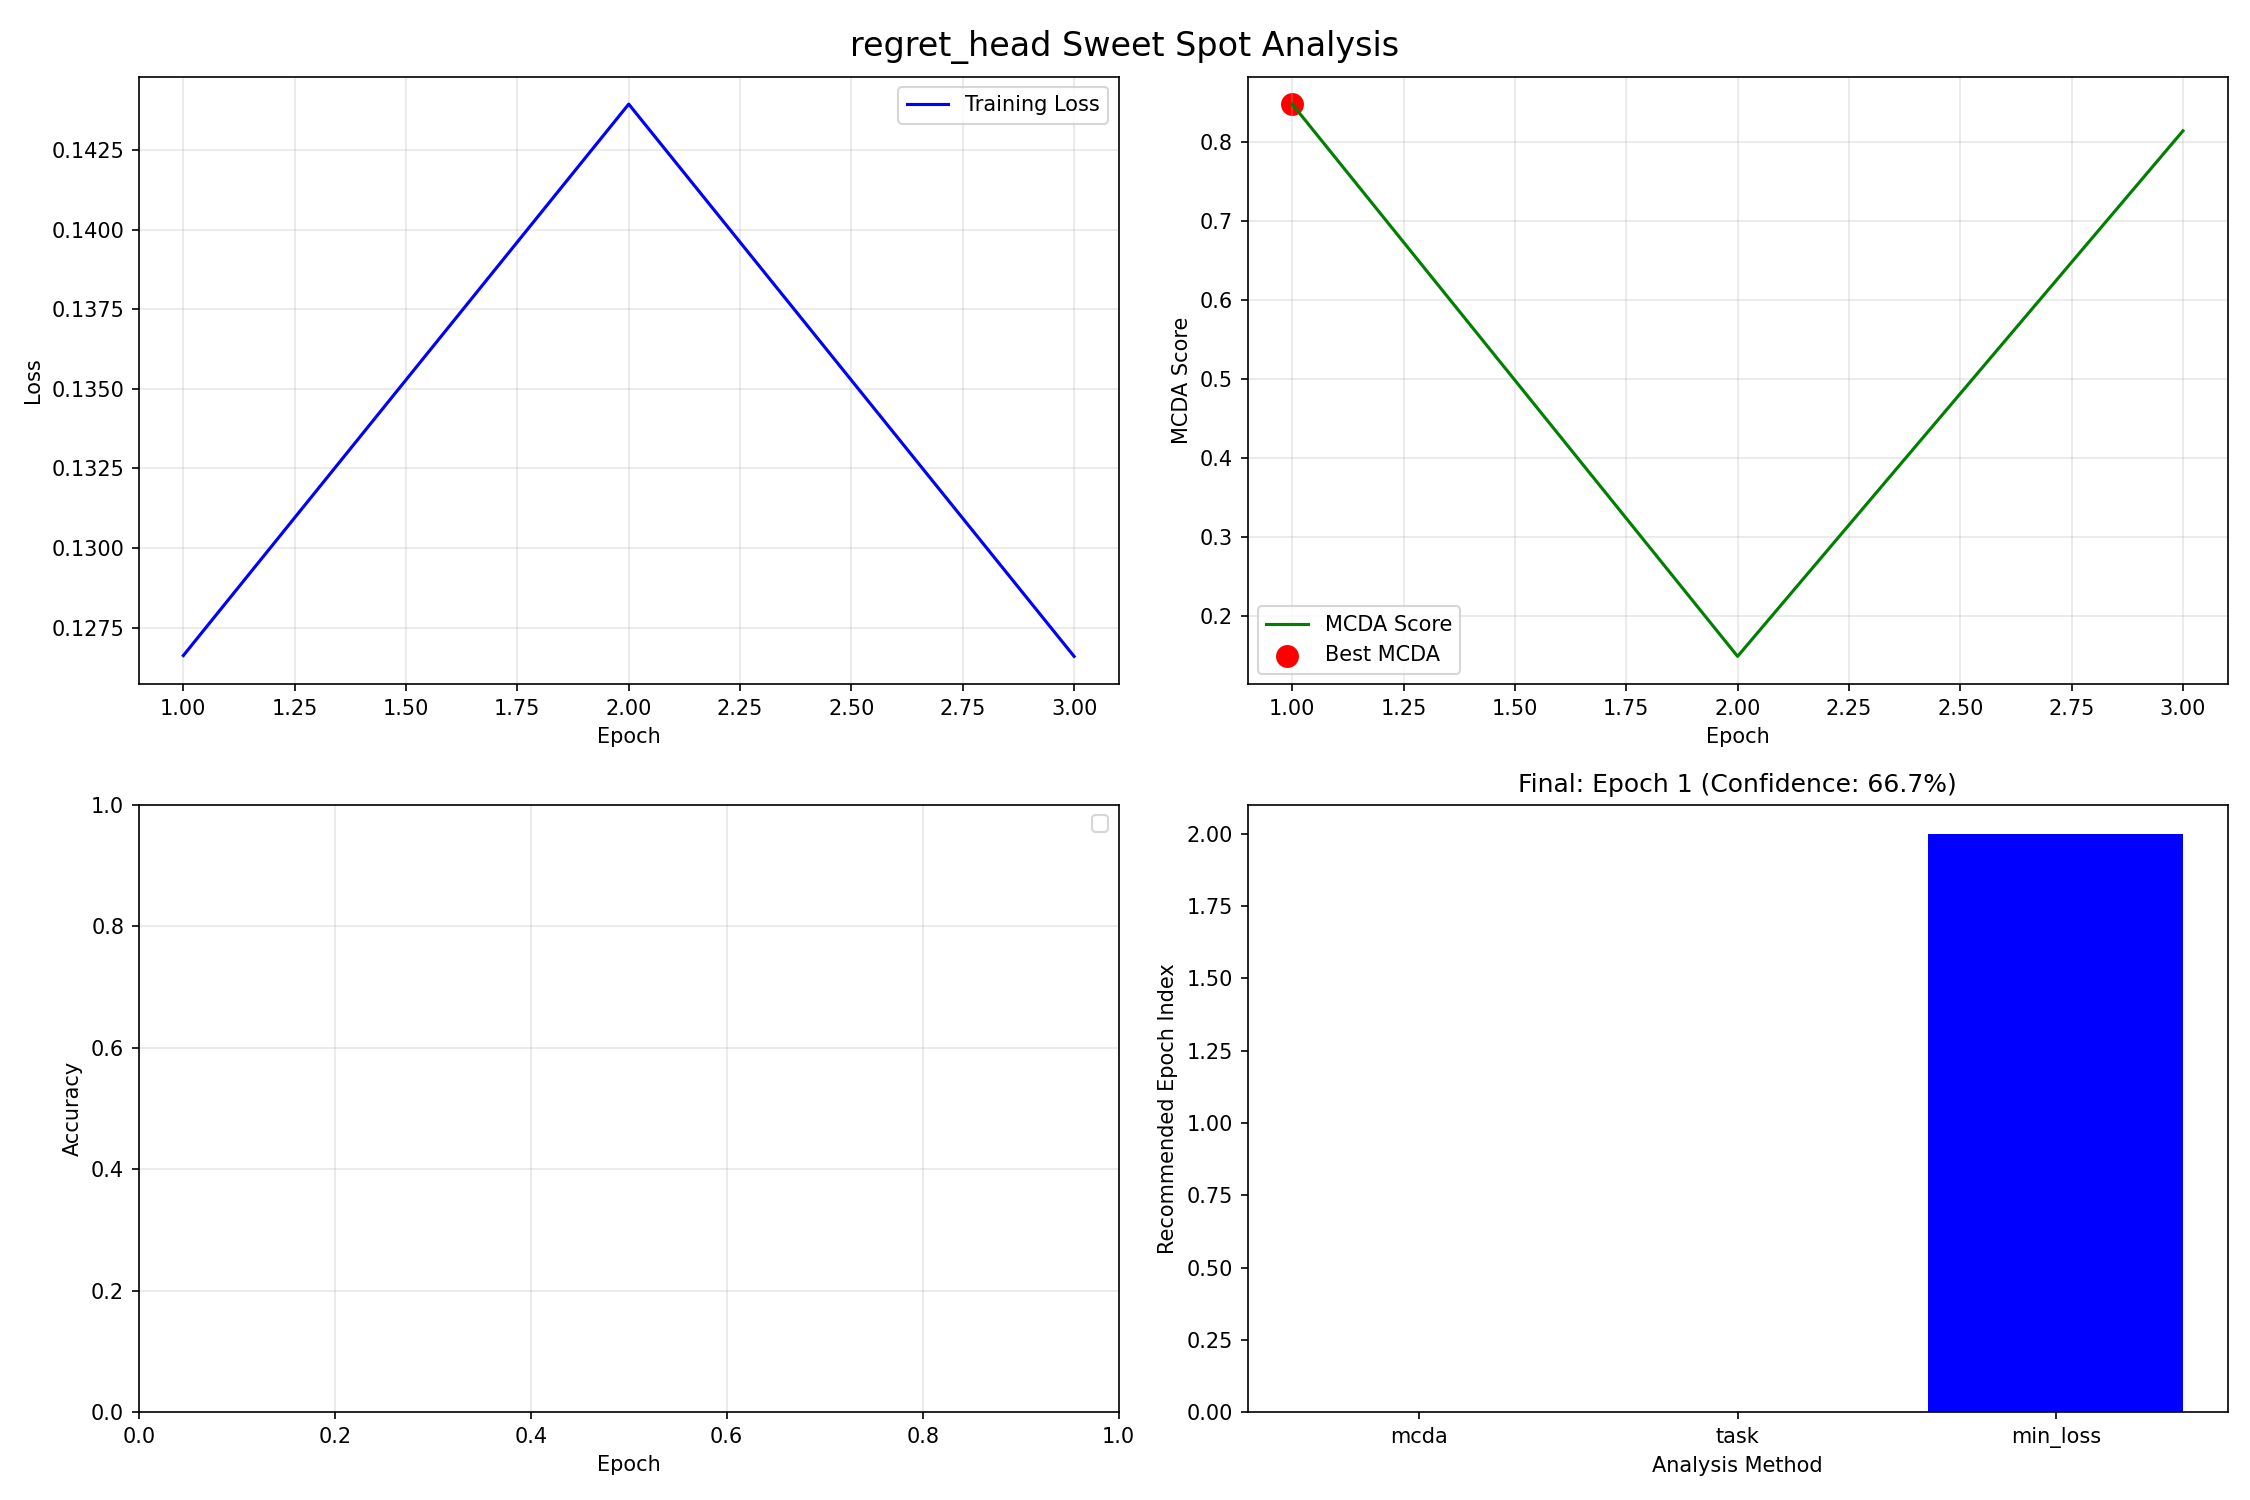 regret_head Sweet Spot Analysis
Training Loss
0.1425
0.1400
0.1375
0.1350
0.1325
0.1300
0.1275
Loss
1.00 1.25 1.50 1.75 2.00 2.25 2.50 2.75 3.00
Epoch
0.8
0.7
0.6
0.5
0.4
0.3
0.2
MCDA Score
MCDA Score
Best MCDA
1.00 1.25 1.50 1.75 2.00 2.25 2.50 2.75 3.00
Epoch
1.0
0.8
0.6
0.4
0.2
0.0
Accuracy
0.0 0.2 0.4 0.6 0.8 1.0
Epoch
Final: Epoch 1 (Confidence: 66.7%)
2.00
1.75
1.50
1.25
1.00
0.75
0.50
0.25
0.00
Recommended Epoch Index
mcda task min_loss
Analysis Method